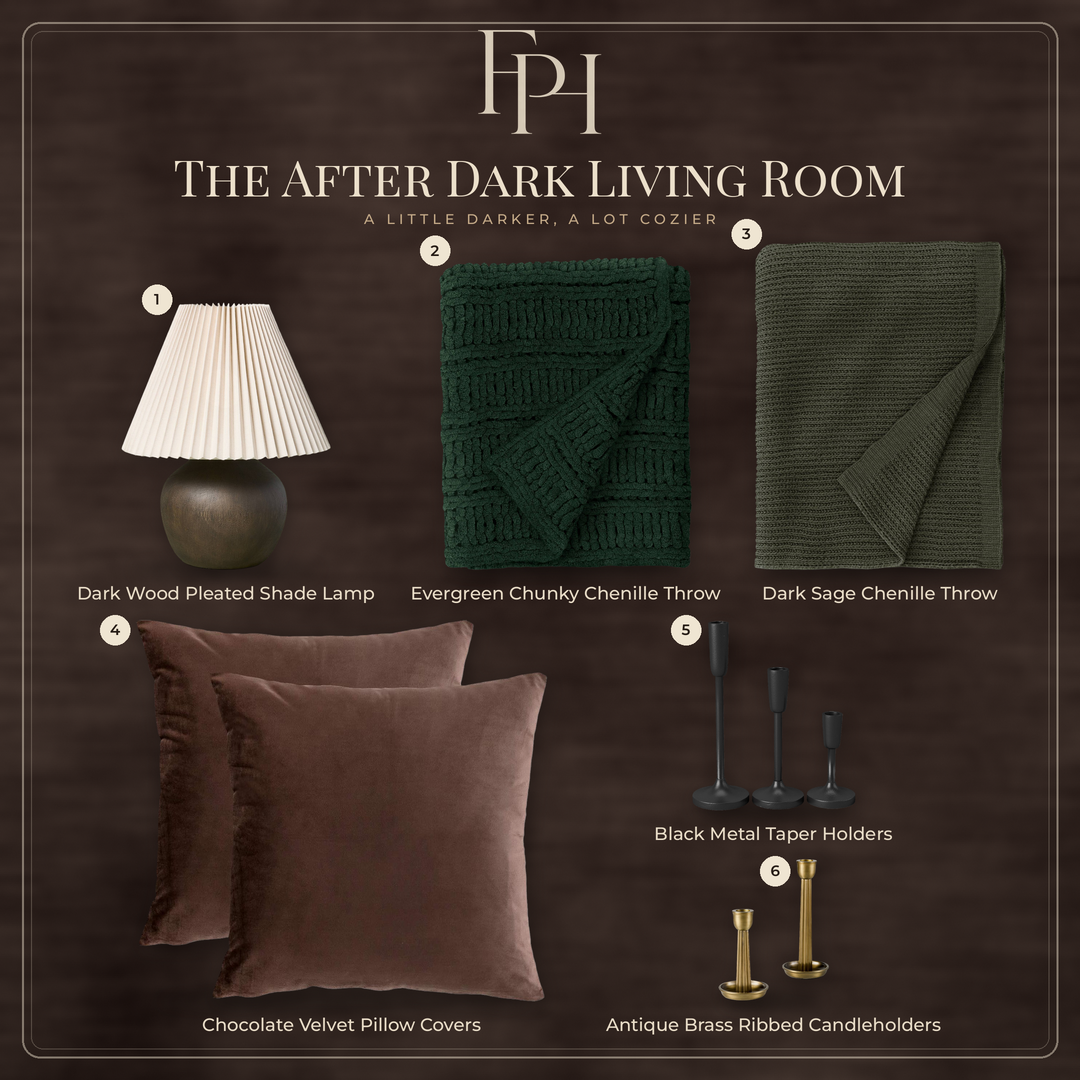 FPH
THE AFTER DARK LIVING ROOM
A LITTLE DARKER, A LOT COZIER
1
2
3
Dark Wood Pleated Shade Lamp
Evergreen Chunky Chenille Throw
Dark Sage Chenille Throw
4
5
Black Metal Taper Holders
6
Chocolate Velvet Pillow Covers
Antique Brass Ribbed Candleholders